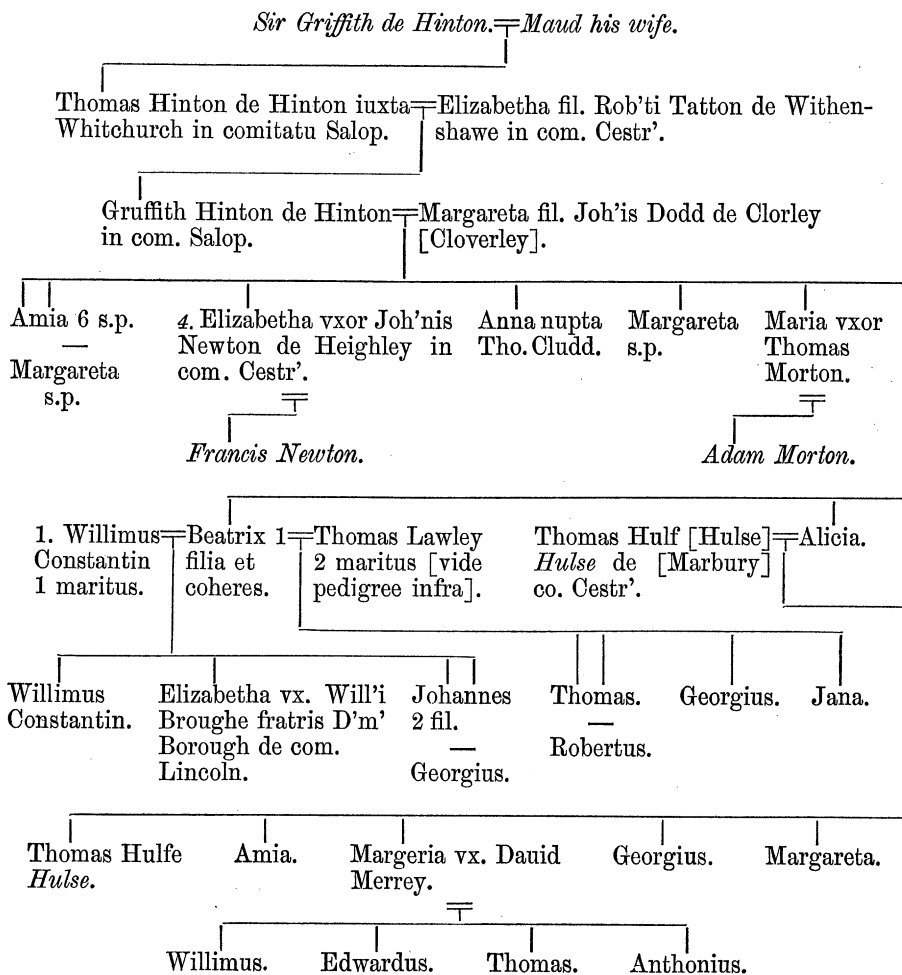 Sir Griffith de Hinton.╤Maud his wife.
Thomas Hinton de Hinton iuxta╤Elizabetha fil. Rob'ti Tatton de Withen-
Whitchurch in comitatu Salop. shawe in com. Cestr'.
Gruffith Hinton de Hinton╤Margareta fil. Joh'is Dodd de Clorley
in com. Salop. [Cloverley].
Amia 6 s.p.
—
Margareta
s.p.
4. Elizabetha vxor Joh'nis
Newton de Heighley in
com. Cestr'.
Anna nupta
Tho. Cludd.
Margareta
s.p.
Maria vxor
Thomas
Morton.
Francis Newton.
Adam Morton.
1. Willimus
Constantin
1 maritus.
Beatrix 1
filia et
coheres.
Thomas Lawley
2 maritus [vide
pedigree infra].
Thomas Hulf [Hulse]
Hulse de [Marbury]
co. Cestr'.
Alicia.
Willimus
Constantin.
Elizabetha vx. Will'i
Broughe fratris D'm'
Borough de com.
Lincoln.
Johannes
2 fil.
—
Georgius.
Thomas.
—
Robertus.
Georgius.
Jana.
Thomas Hulfe
Hulse.
Amia.
Margeria vx. Dauid
Merrey.
Georgius.
Margareta.
Willimus.
Edwardus.
Thomas.
Anthonius.